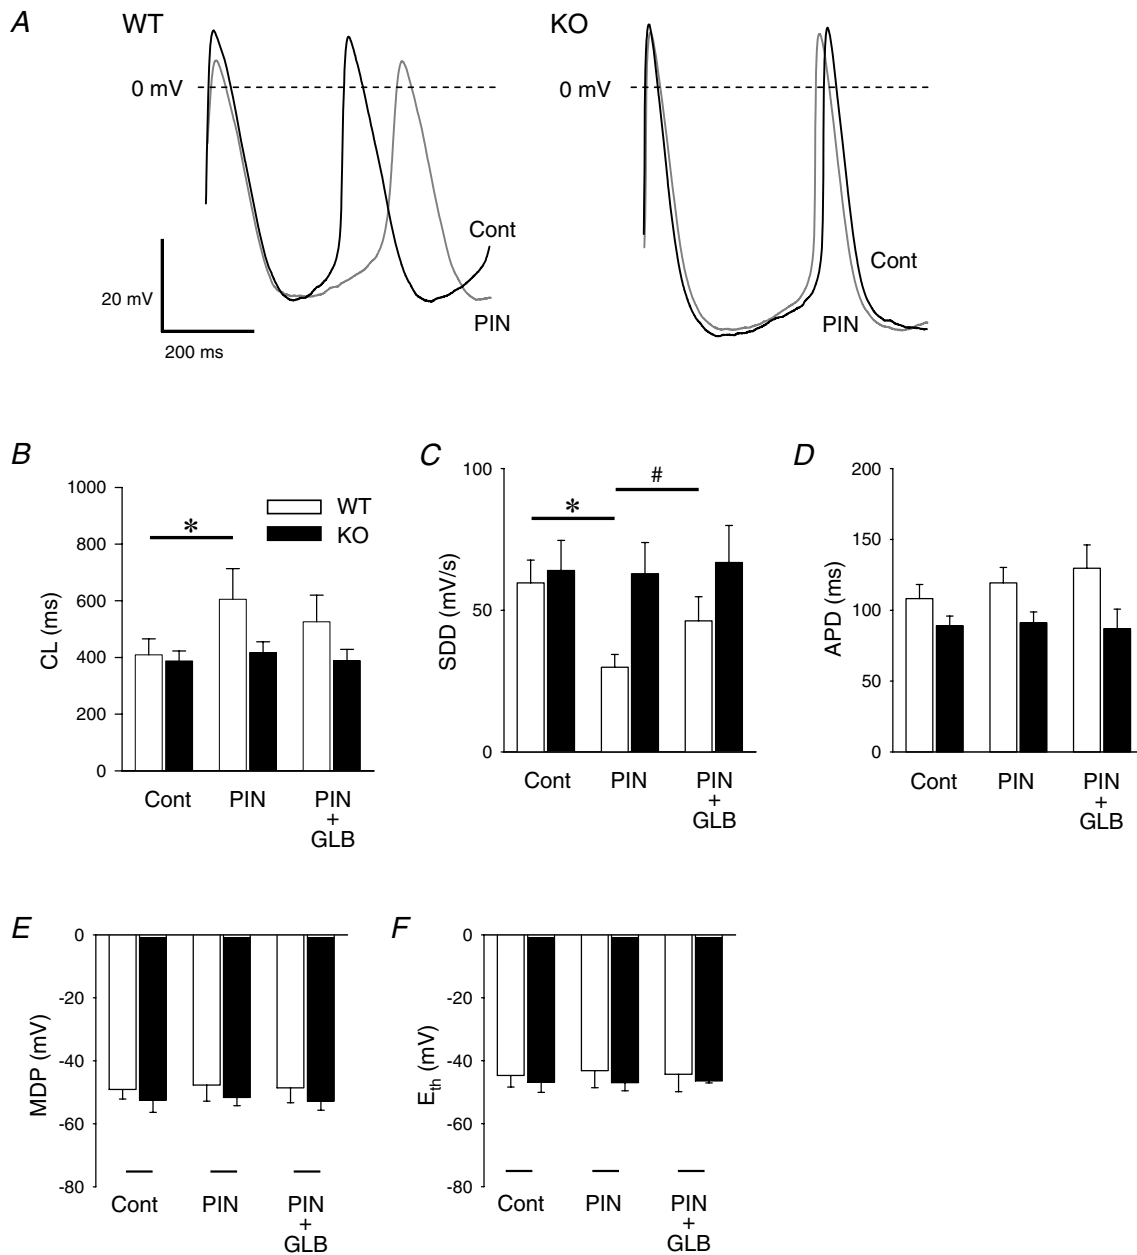 A
WT
KO
0 mV
0 mV
Cont
PIN
20 mV
200 ms
Cont
PIN
B
CL (ms)
1000
800
600
400
200
0
*
WT
KO
Cont
PIN
PIN
+
GLB
C
SDD (mV/s)
100
50
0
*
#
Cont
PIN
PIN
+
GLB
D
APD (ms)
200
150
100
50
0
Cont
PIN
PIN
+
GLB
E
MDP (mV)
0
-20
-40
-60
-80
Cont
PIN
PIN
+
GLB
F
Eth (mV)
0
-20
-40
-60
-80
Cont
PIN
PIN
+
GLB